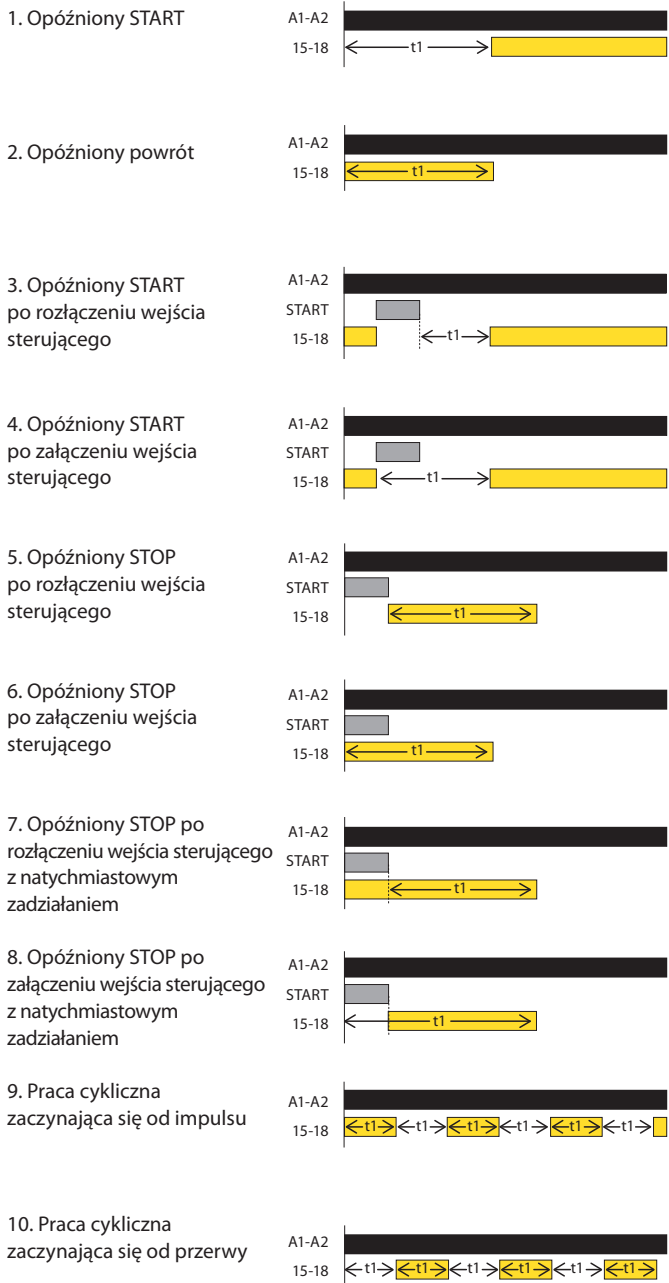 1. Opóźniony START
A1-A2
15-18
t1
2. Opóźniony powrót
A1-A2
15-18
t1
3. Opóźniony START
po rozłączeniu wejścia
sterującego
A1-A2
START
15-18
t1
4. Opóźniony START
po załączeniu wejścia
sterującego
A1-A2
START
15-18
t1
5. Opóźniony STOP
po rozłączeniu wejścia
sterującego
A1-A2
START
15-18
t1
6. Opóźniony STOP
po załączeniu wejścia
sterującego
A1-A2
START
15-18
t1
7. Opóźniony STOP po
rozłączeniu wejścia sterującego
z natychmiastowym
zadziałaniem
A1-A2
START
15-18
t1
8. Opóźniony STOP po
załączeniu wejścia sterującego
z natychmiastowym
zadziałaniem
A1-A2
START
15-18
t1
9. Praca cykliczna
zaczynająca się od impulsu
A1-A2
15-18
t1 t1 t1 t1 t1 t1
10. Praca cykliczna
zaczynająca się od przerwy
A1-A2
15-18
t1 t1 t1 t1 t1 t1